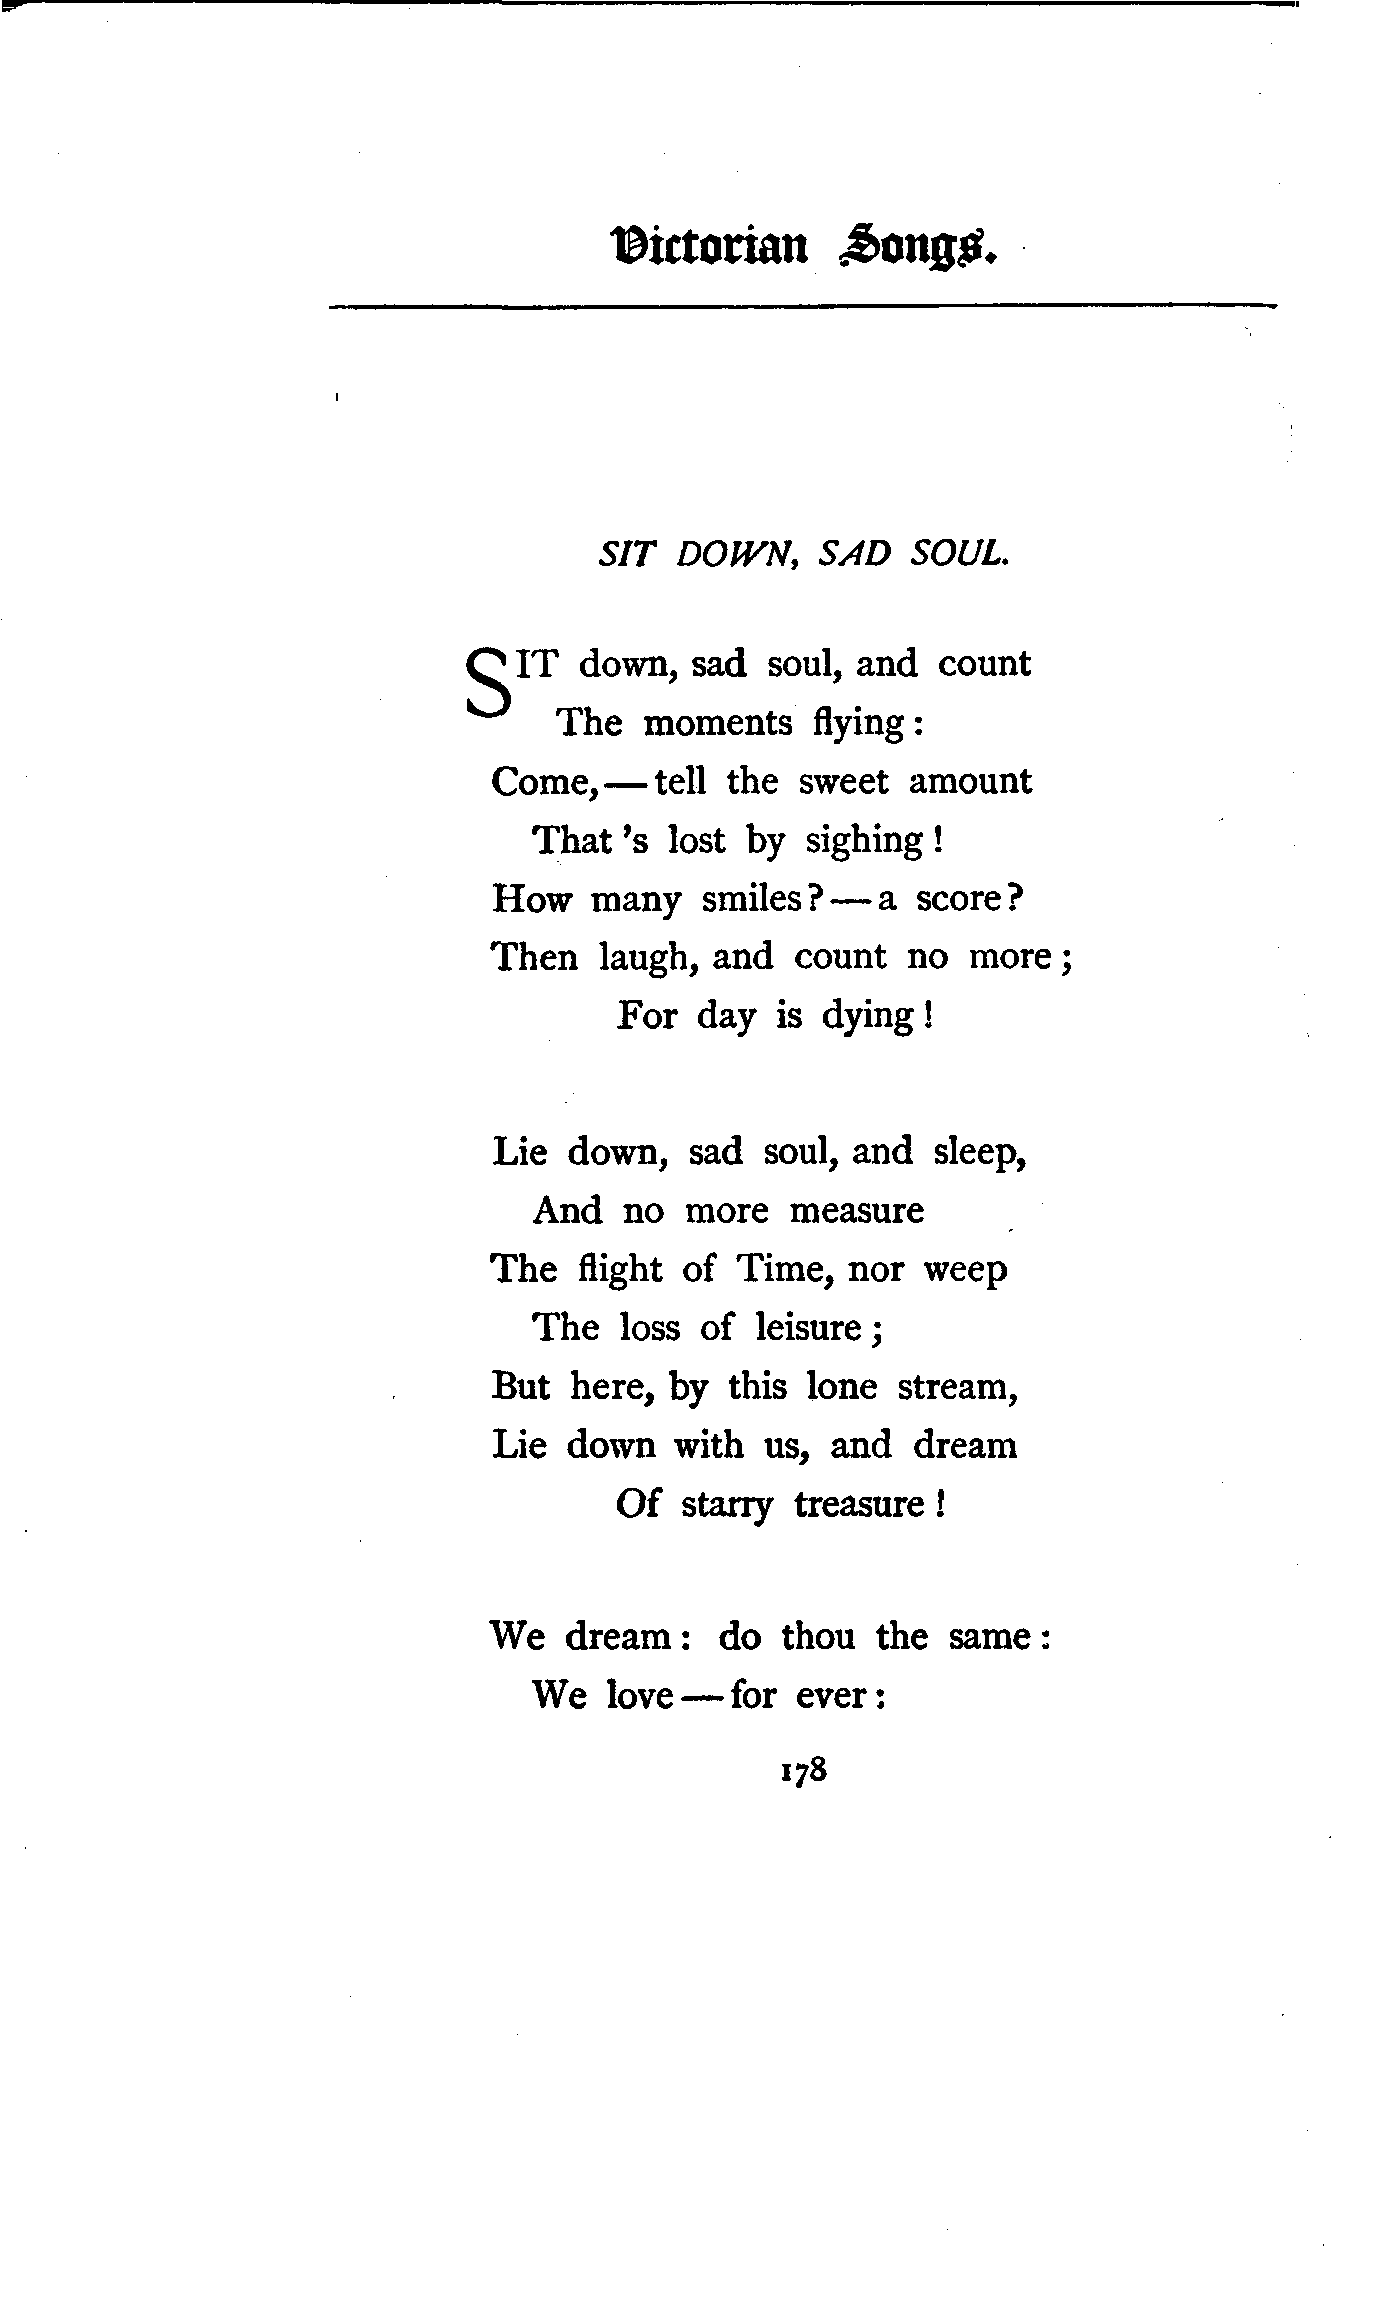 Victorian Songs.
SIT DOWN, SAD SOUL.
SIT down, sad soul, and count
The moments flying:
Come,—tell the sweet amount
That 's lost by sighing!
How many smiles?—a score?
Then laugh, and count no more;
For day is dying!
Lie down, sad soul, and sleep,
And no more measure
The flight of Time, nor weep
The loss of leisure;
But here, by this lone stream,
Lie down with us, and dream
Of starry treasure!
We dream: do thou the same:
We love—for ever:
178